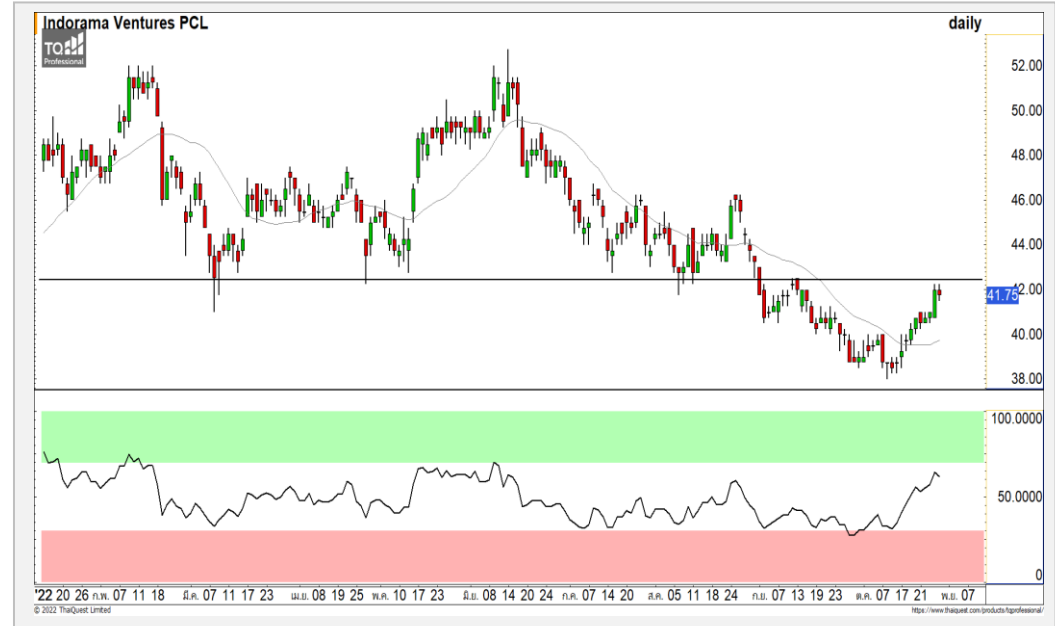 Indorama Ventures PCL daily
TQ
Professional
52.00
50.00
48.00
46.00
44.00
42.00
41.75
40.00
38.00
100.0000
50.0000
0
'22 20 26 ก.พ. 07 11 18 มี.ค. 07 11 17 23 เม.ย. 08 19 25 พ.ค. 10 17 23 มิ.ย. 08 14 20 24 ก.ค. 07 14 20 ส.ค. 05 11 18 24 ก.ย. 07 13 19 23 ต.ค. 07 17 21 พ.ย. 07
© 2022 ThaiQuest Limited https://www.thaiquest.com/products/tqprofessional/